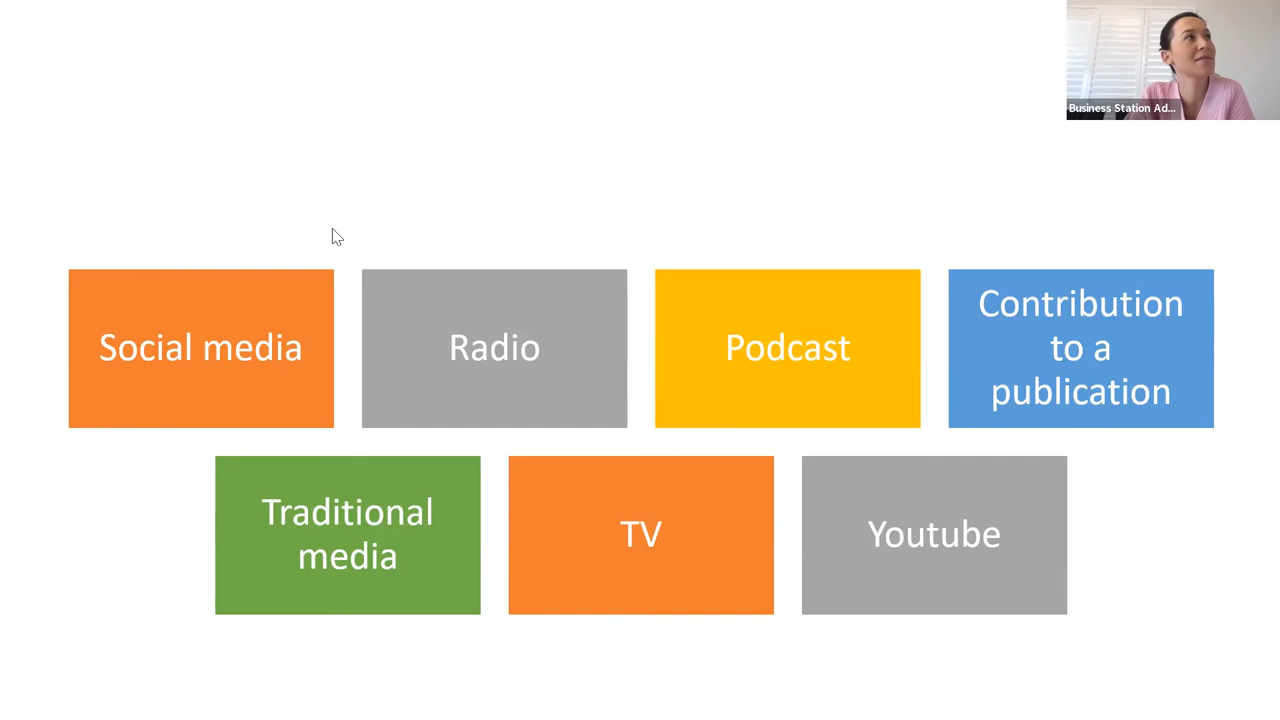 Business Station Ad...
Social media
Radio
Podcast
Contribution
to a
publication
Traditional
media
TV
Youtube